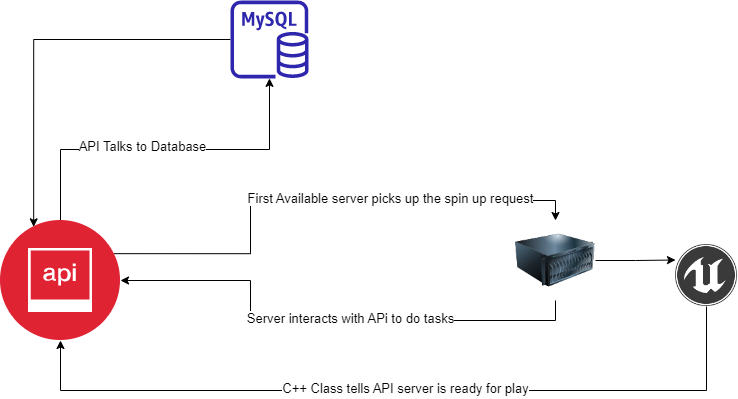 MySQL
API Talks to Database
First Available server picks up the spin up request
api
Server interacts with APi to do tasks
C++ Class tells API server is ready for play